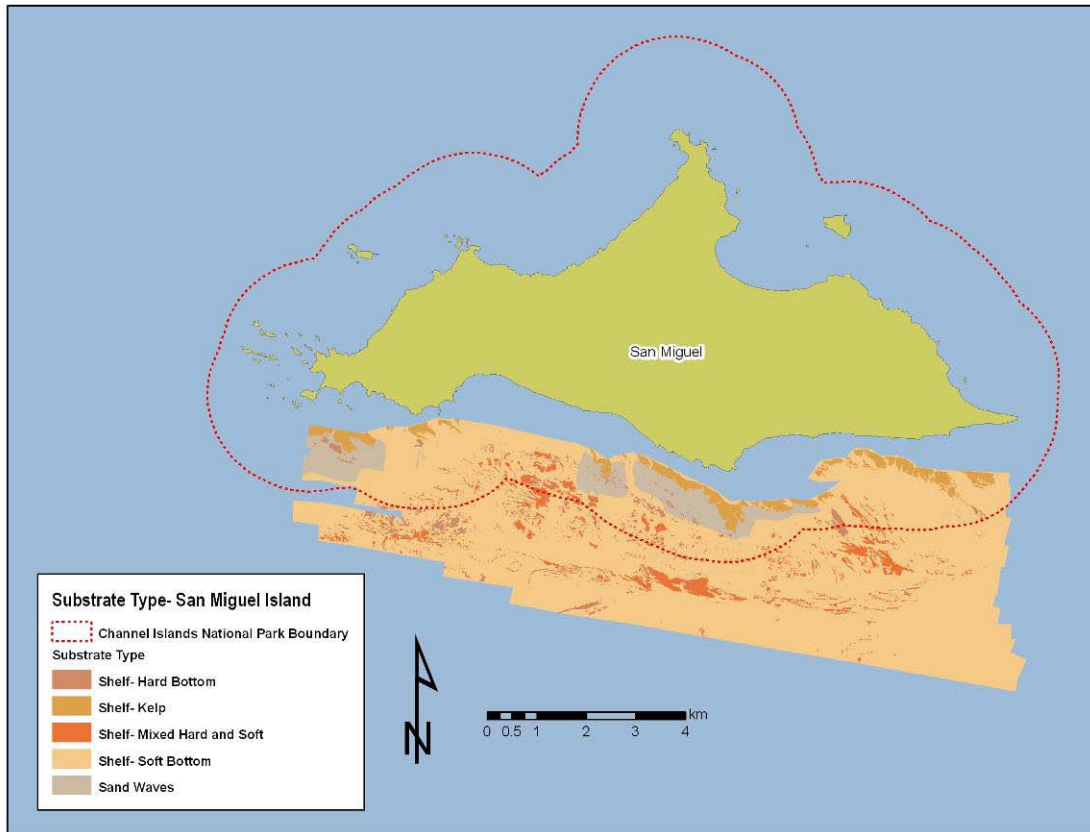 San Miguel
Substrate Type- San Miguel Island
Channel Islands National Park Boundary
Substrate Type
Shelf- Hard Bottom
Shelf- Kelp
Shelf- Mixed Hard and Soft
Shelf- Soft Bottom
Sand Waves
N
km
0 0.5 1 2 3 4